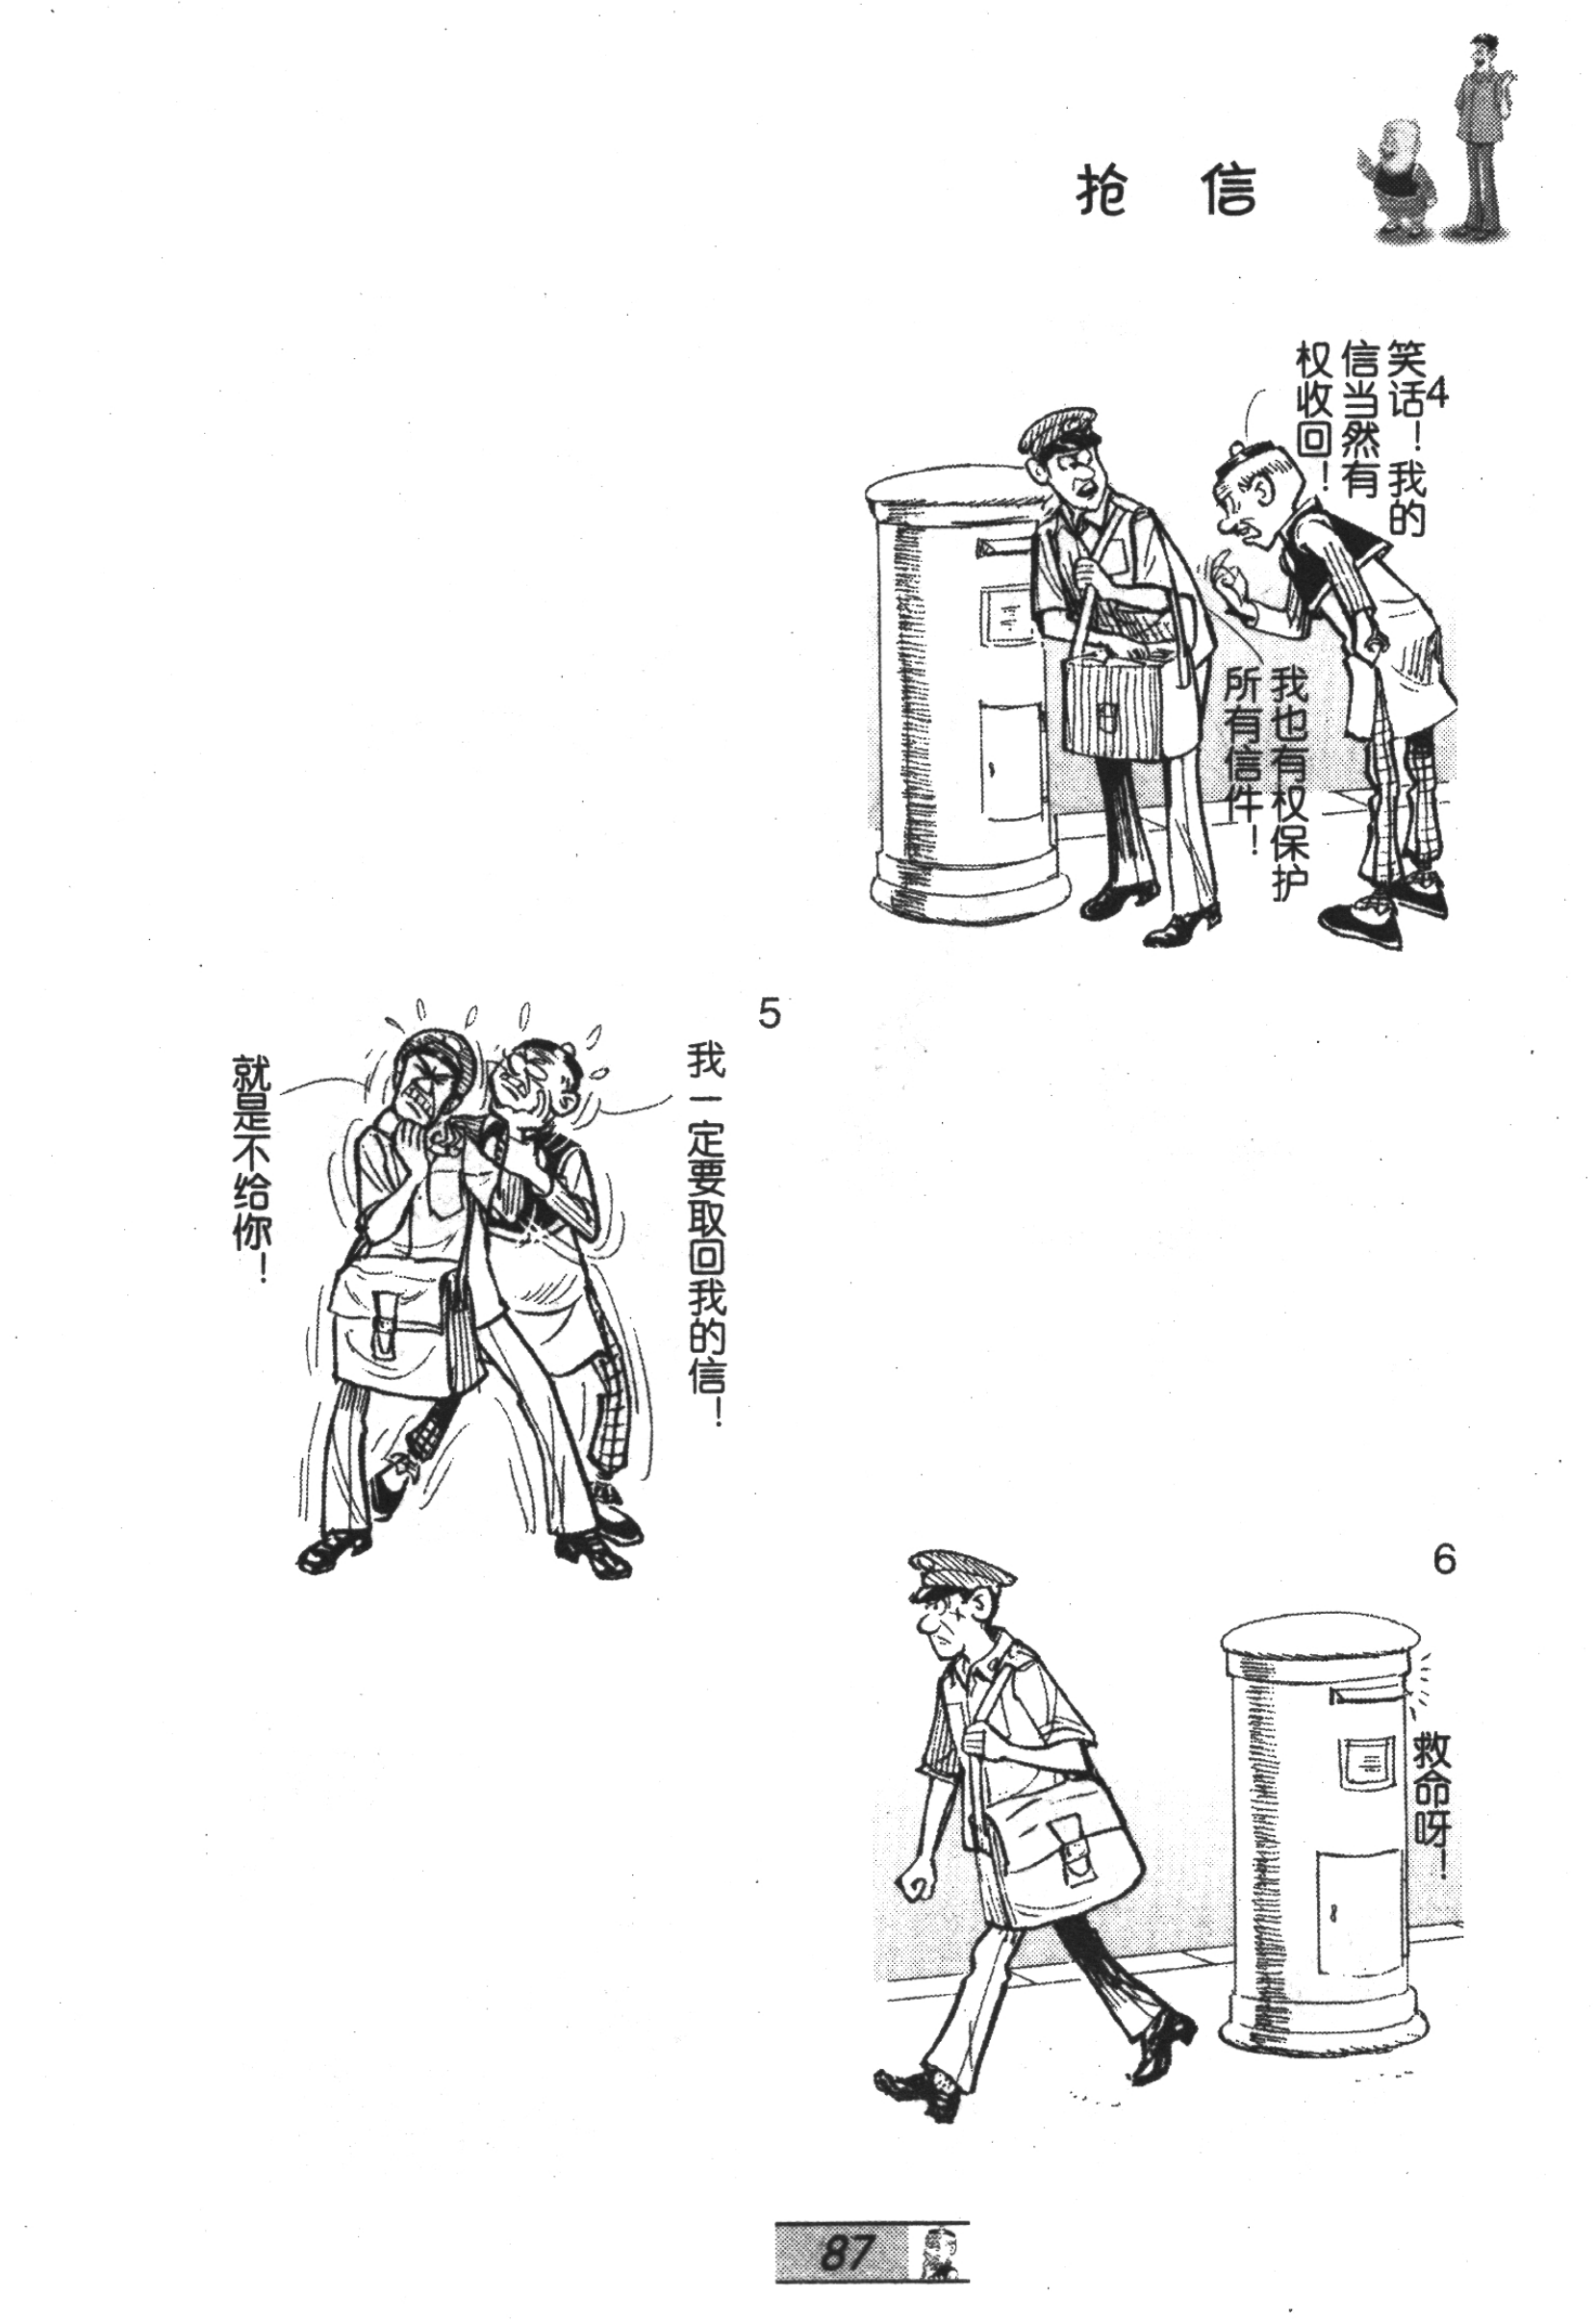 抢 信
4
笑话！我的
信当然有
权收回！
我也有权保护
所有信件！
5
我一定要取回我的信！
就是不给你！
6
救命呀！
87